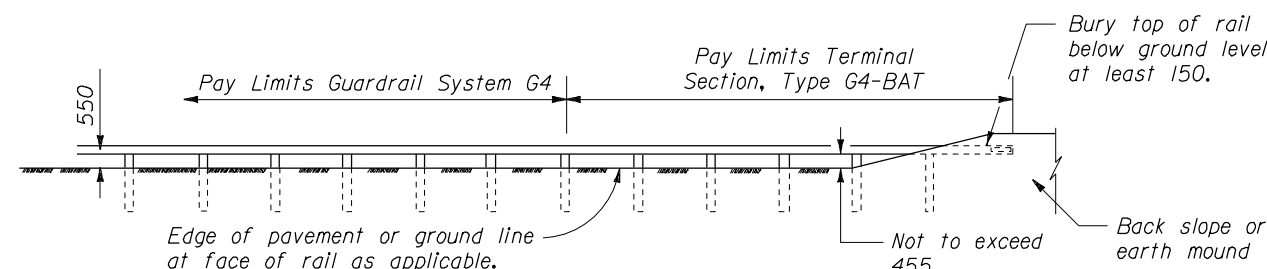 Bury top of rail
below ground level
at least 150.
Pay Limits Terminal
Section, Type G4-BAT
Pay Limits Guardrail System G4
550
Edge of pavement or ground line
at face of rail as applicable.
Not to exceed
455
Back slope or
earth mound